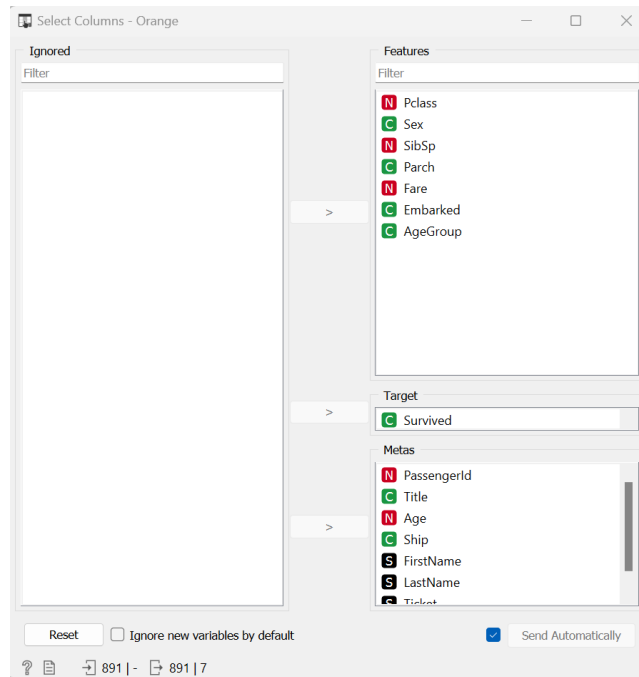 Select Columns - Orange
Ignored
Filter
>
>
>
Features
Filter
N Pclass
C Sex
N SibSp
C Parch
N Fare
C Embarked
C AgeGroup
Target
C Survived
Metas
N PassengerId
C Title
N Age
C Ship
S FirstName
S LastName
S Ticket
Reset
Ignore new variables by default
Send Automatically
? 891 | - 891 | 7